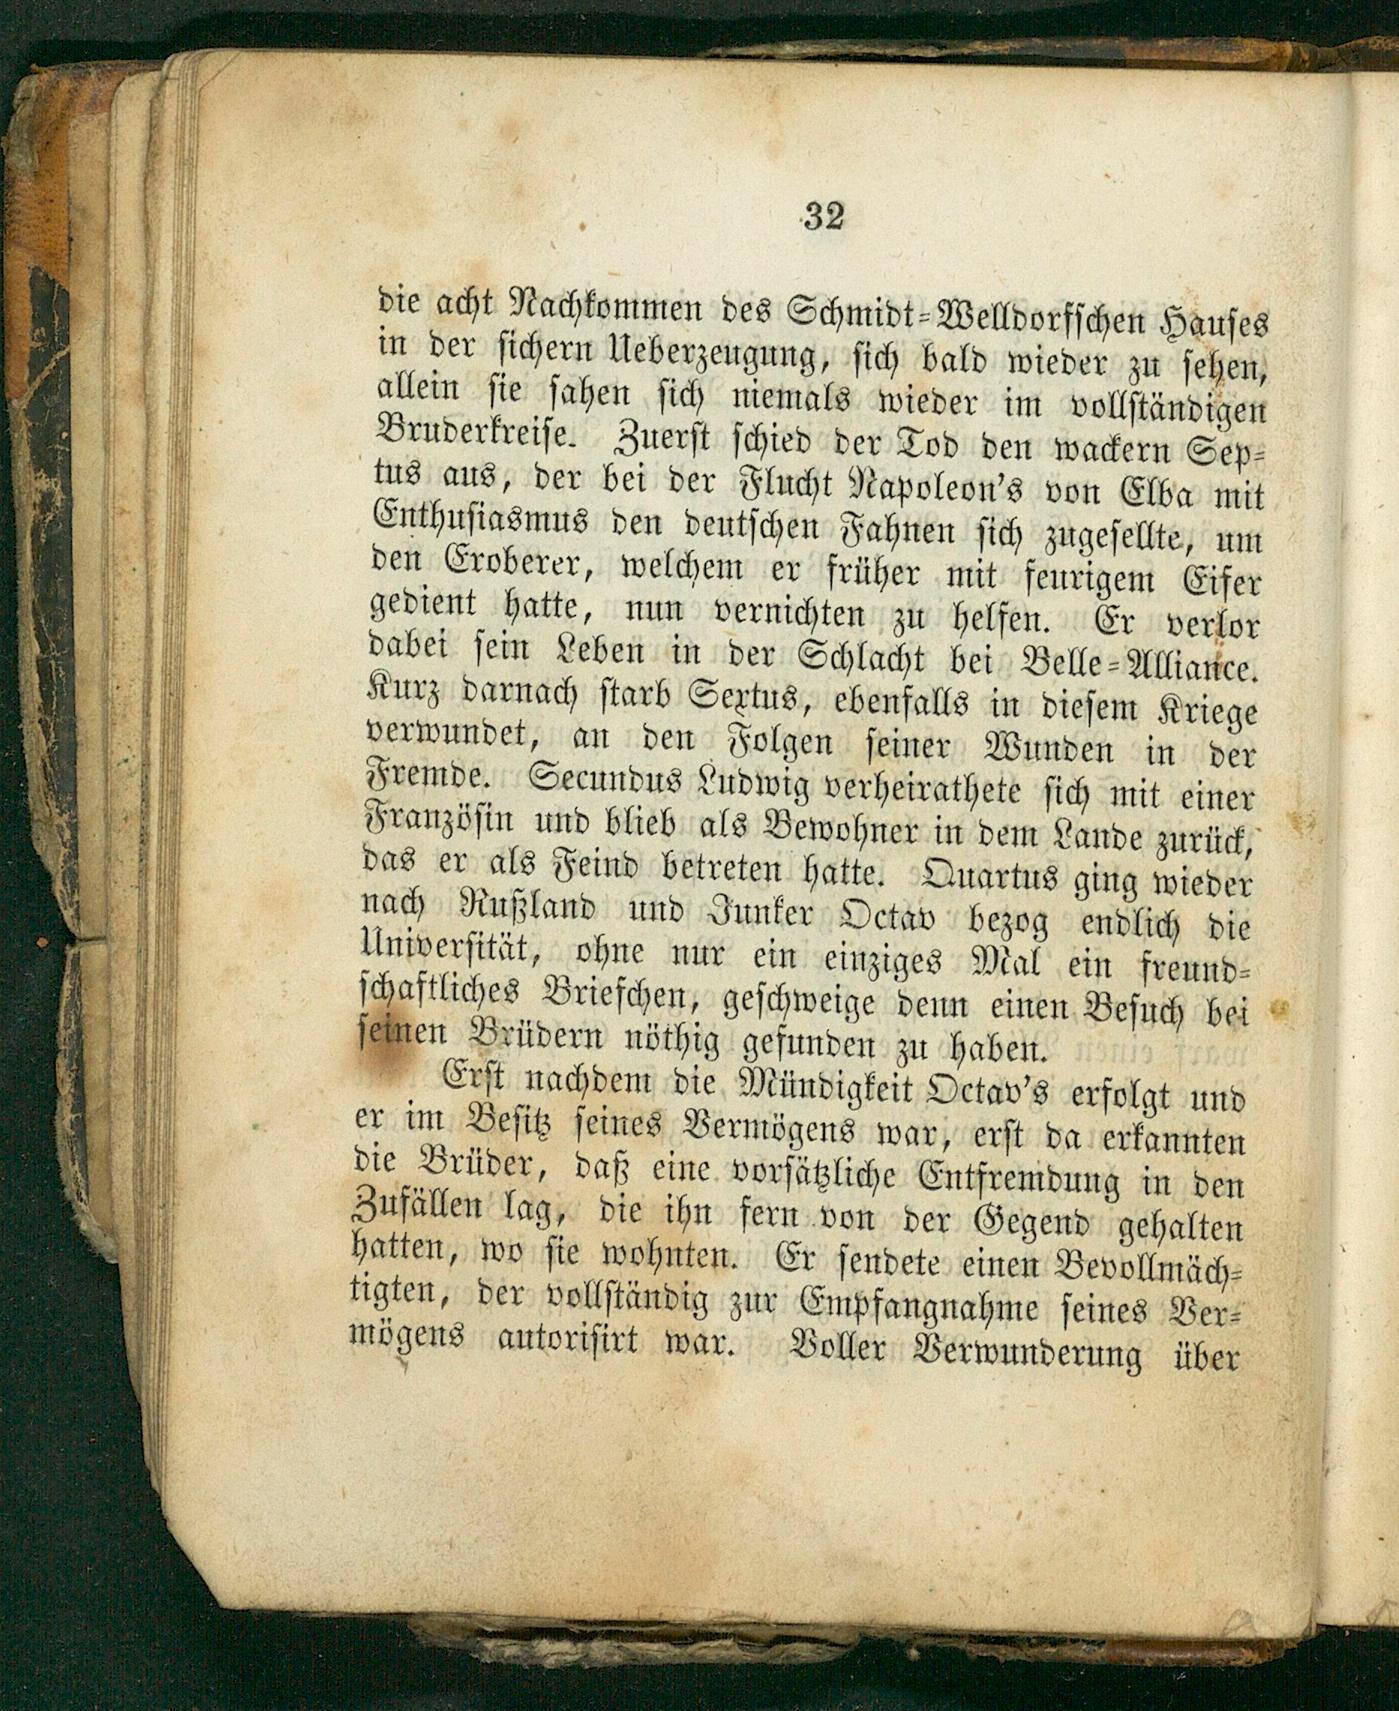 32
die acht Nachkommen des Schmidt-Welldorfschen Hauses
in der sichern Ueberzeugung, sich bald wieder zu sehen,
allein sie sahen sich niemals wieder im vollständigen
Bruderkreise. Zuerst schied der Tod den wackern Sep-
tus aus, der bei der Flucht Napoleon's von Elba mit
Enthusiasmus den deutschen Fahnen sich zugesellte, um
den Eroberer, welchem er früher mit feurigem Eifer
gedient hatte, nun vernichten zu helfen. Er verlor
dabei sein Leben in der Schlacht bei Belle-Alliance.
Kurz darnach starb Sextus, ebenfalls in diesem Kriege
verwundet, an den Folgen seiner Wunden in der
Fremde. Secundus Ludwig verheirathete sich mit einer
Französin und blieb als Bewohner in dem Lande zurück,
das er als Feind betreten hatte. Quartus ging wieder
nach Rußland und Junker Octav bezog endlich die
Universität, ohne nur ein einziges Mal ein freund-
schaftliches Briefchen, geschweige denn einen Besuch bei
seinen Brüdern nöthig gefunden zu haben.
Erst nachdem die Mündigkeit Octav's erfolgt und
er im Besitz seines Vermögens war, erst da erkannten
die Brüder, daß eine vorsätzliche Entfremdung in den
Zufällen lag, die ihn fern von der Gegend gehalten
hatten, wo sie wohnten. Er sendete einen Bevollmäch-
tigten, der vollständig zur Empfangnahme seines Ver-
mögens autorisirt war. Voller Verwunderung über